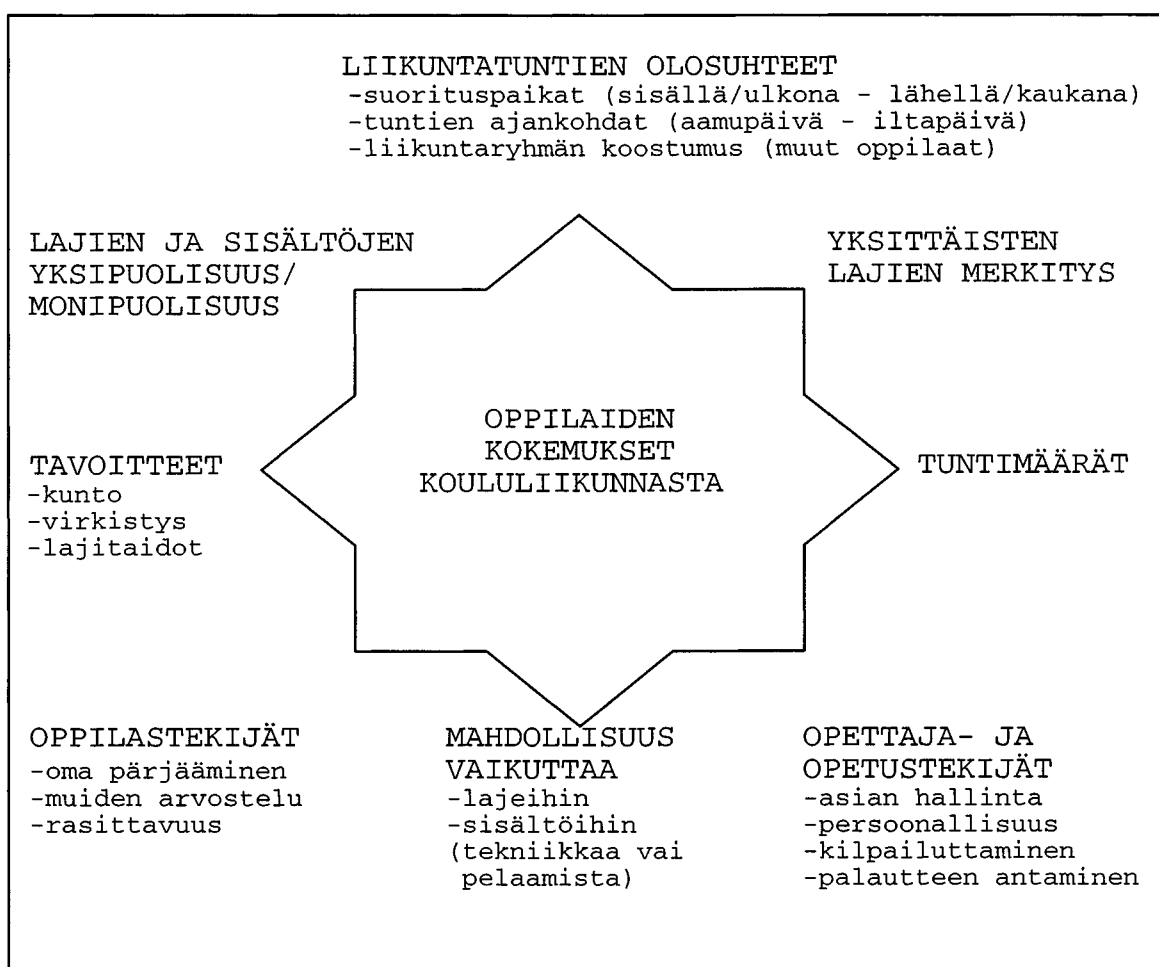 LIIKUNTATUNTIEN OLOSUHTEET
-suorituspaikat (sisällä/ulkona - lähellä/kaukana)
-tuntien ajankohdat (aamupäivä - iltapäivä)
-liikuntaryhmän koostumus (muut oppilaat)
LAJIEN JA SISÄLTÖJEN
YKSIPUOLISUUS/
MONIPUOLISUUS
YKSITTÄISTEN
LAJIEN MERKITYS
OPPILAIDEN
KOKEMUKSET
KOULULIIKUNNASTA
TAVOITTEET
-kunto
-virkistys
-lajitaidot
TUNTIMÄÄRÄT
OPPILASTEKIJÄT
-oma pärjääminen
-muiden arvostelu
-rasittavuus
MAHDOLLISUUS
VAIKUTTAA
-lajeihin
-sisältöihin
(tekniikkaa vai
pelaamista)
OPETTAJA- JA
OPETUSTEKIJÄT
-asian hallinta
-persoonallisuus
-kilpailuttaminen
-palautteen antaminen